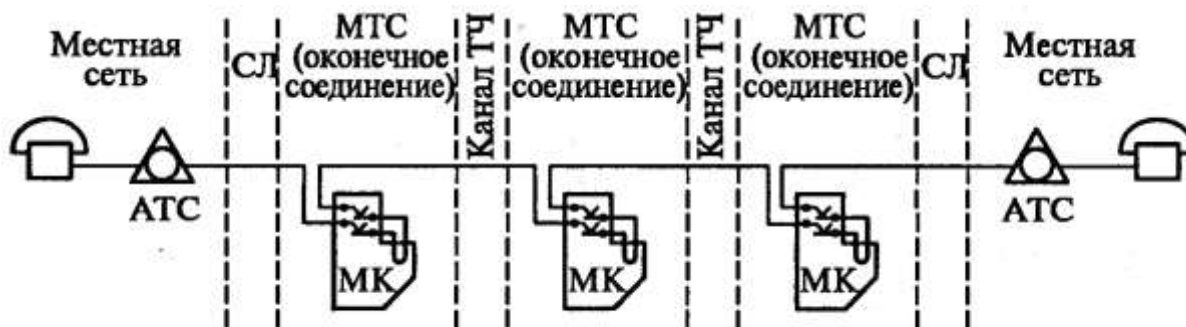 Местная
сеть
СЛ
МТС
(оконечное
соединение)
Канал ТЧ
МТС
(оконечное
соединение)
Канал ТЧ
МТС
(оконечное
соединение)
СЛ
Местная
сеть
АТС
МК
МК
МК
АТС